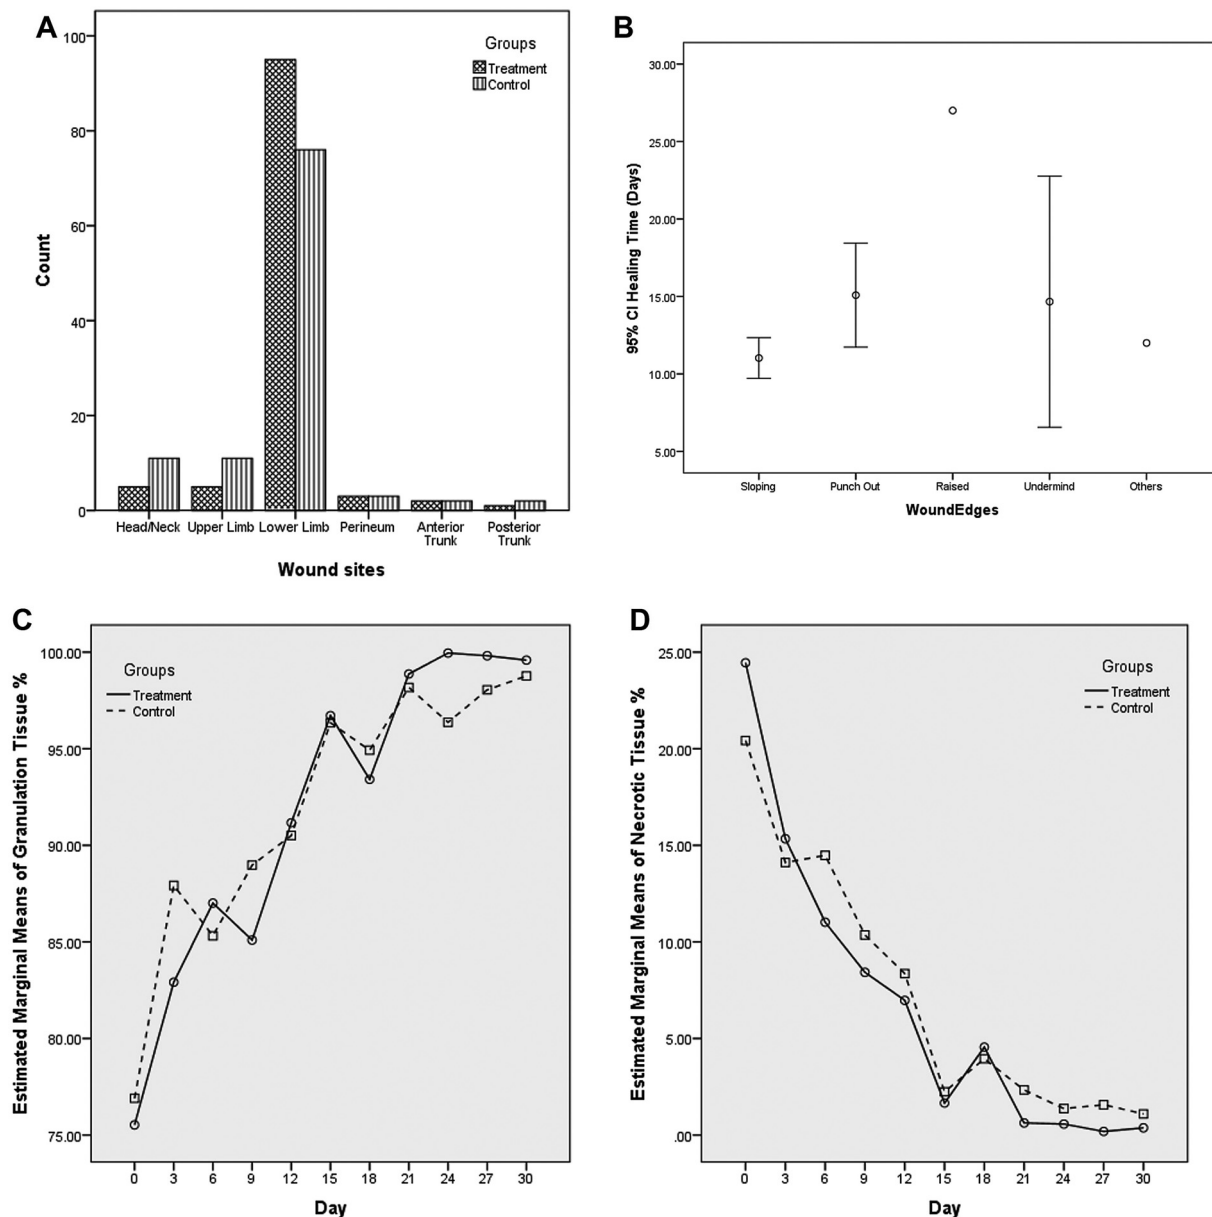 A
Groups
Treatment
Control
100
80
60
40
20
0
Count
Head/Neck Upper Limb Lower Limb Perineum Anterior Trunk Posterior Trunk
Wound sites
B
30.00
25.00
20.00
15.00
10.00
5.00
95% CI Healing Time (Days)
Sloping Punch Out Raised Undermind Others
WoundEdges
C
Groups
Treatment
Control
100.00
95.00
90.00
85.00
80.00
75.00
Estimated Marginal Means of Granulation Tissue %
0 3 6 9 12 15 18 21 24 27 30
Day
D
Groups
Treatment
Control
25.00
20.00
15.00
10.00
5.00
.00
Estimated Marginal Means of Necrotic Tissue %
0 3 6 9 12 15 18 21 24 27 30
Day